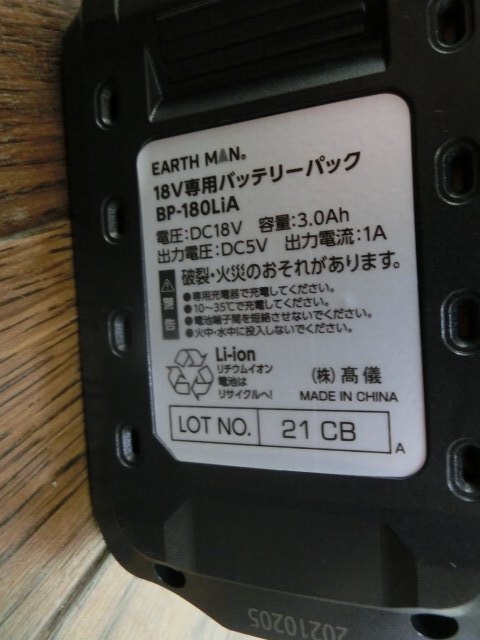 EARTH MAN®
18V専用バッテリーパック
BP-180LiA
電圧:DC18V 容量:3.0Ah
出力電圧:DC5V 出力電流:1A
警告
破裂・火災のおそれがあります。
●専用充電器で充電してください。
●10~35℃で充電してください。
●電池端子間を短絡させないでください。
●火中・水中に投入しないでください。
Li-ion
リチウムイオン
電池は
リサイクルへ!
(株)髙儀
MADE IN CHINA
LOT NO. 21 CB
A
20210205